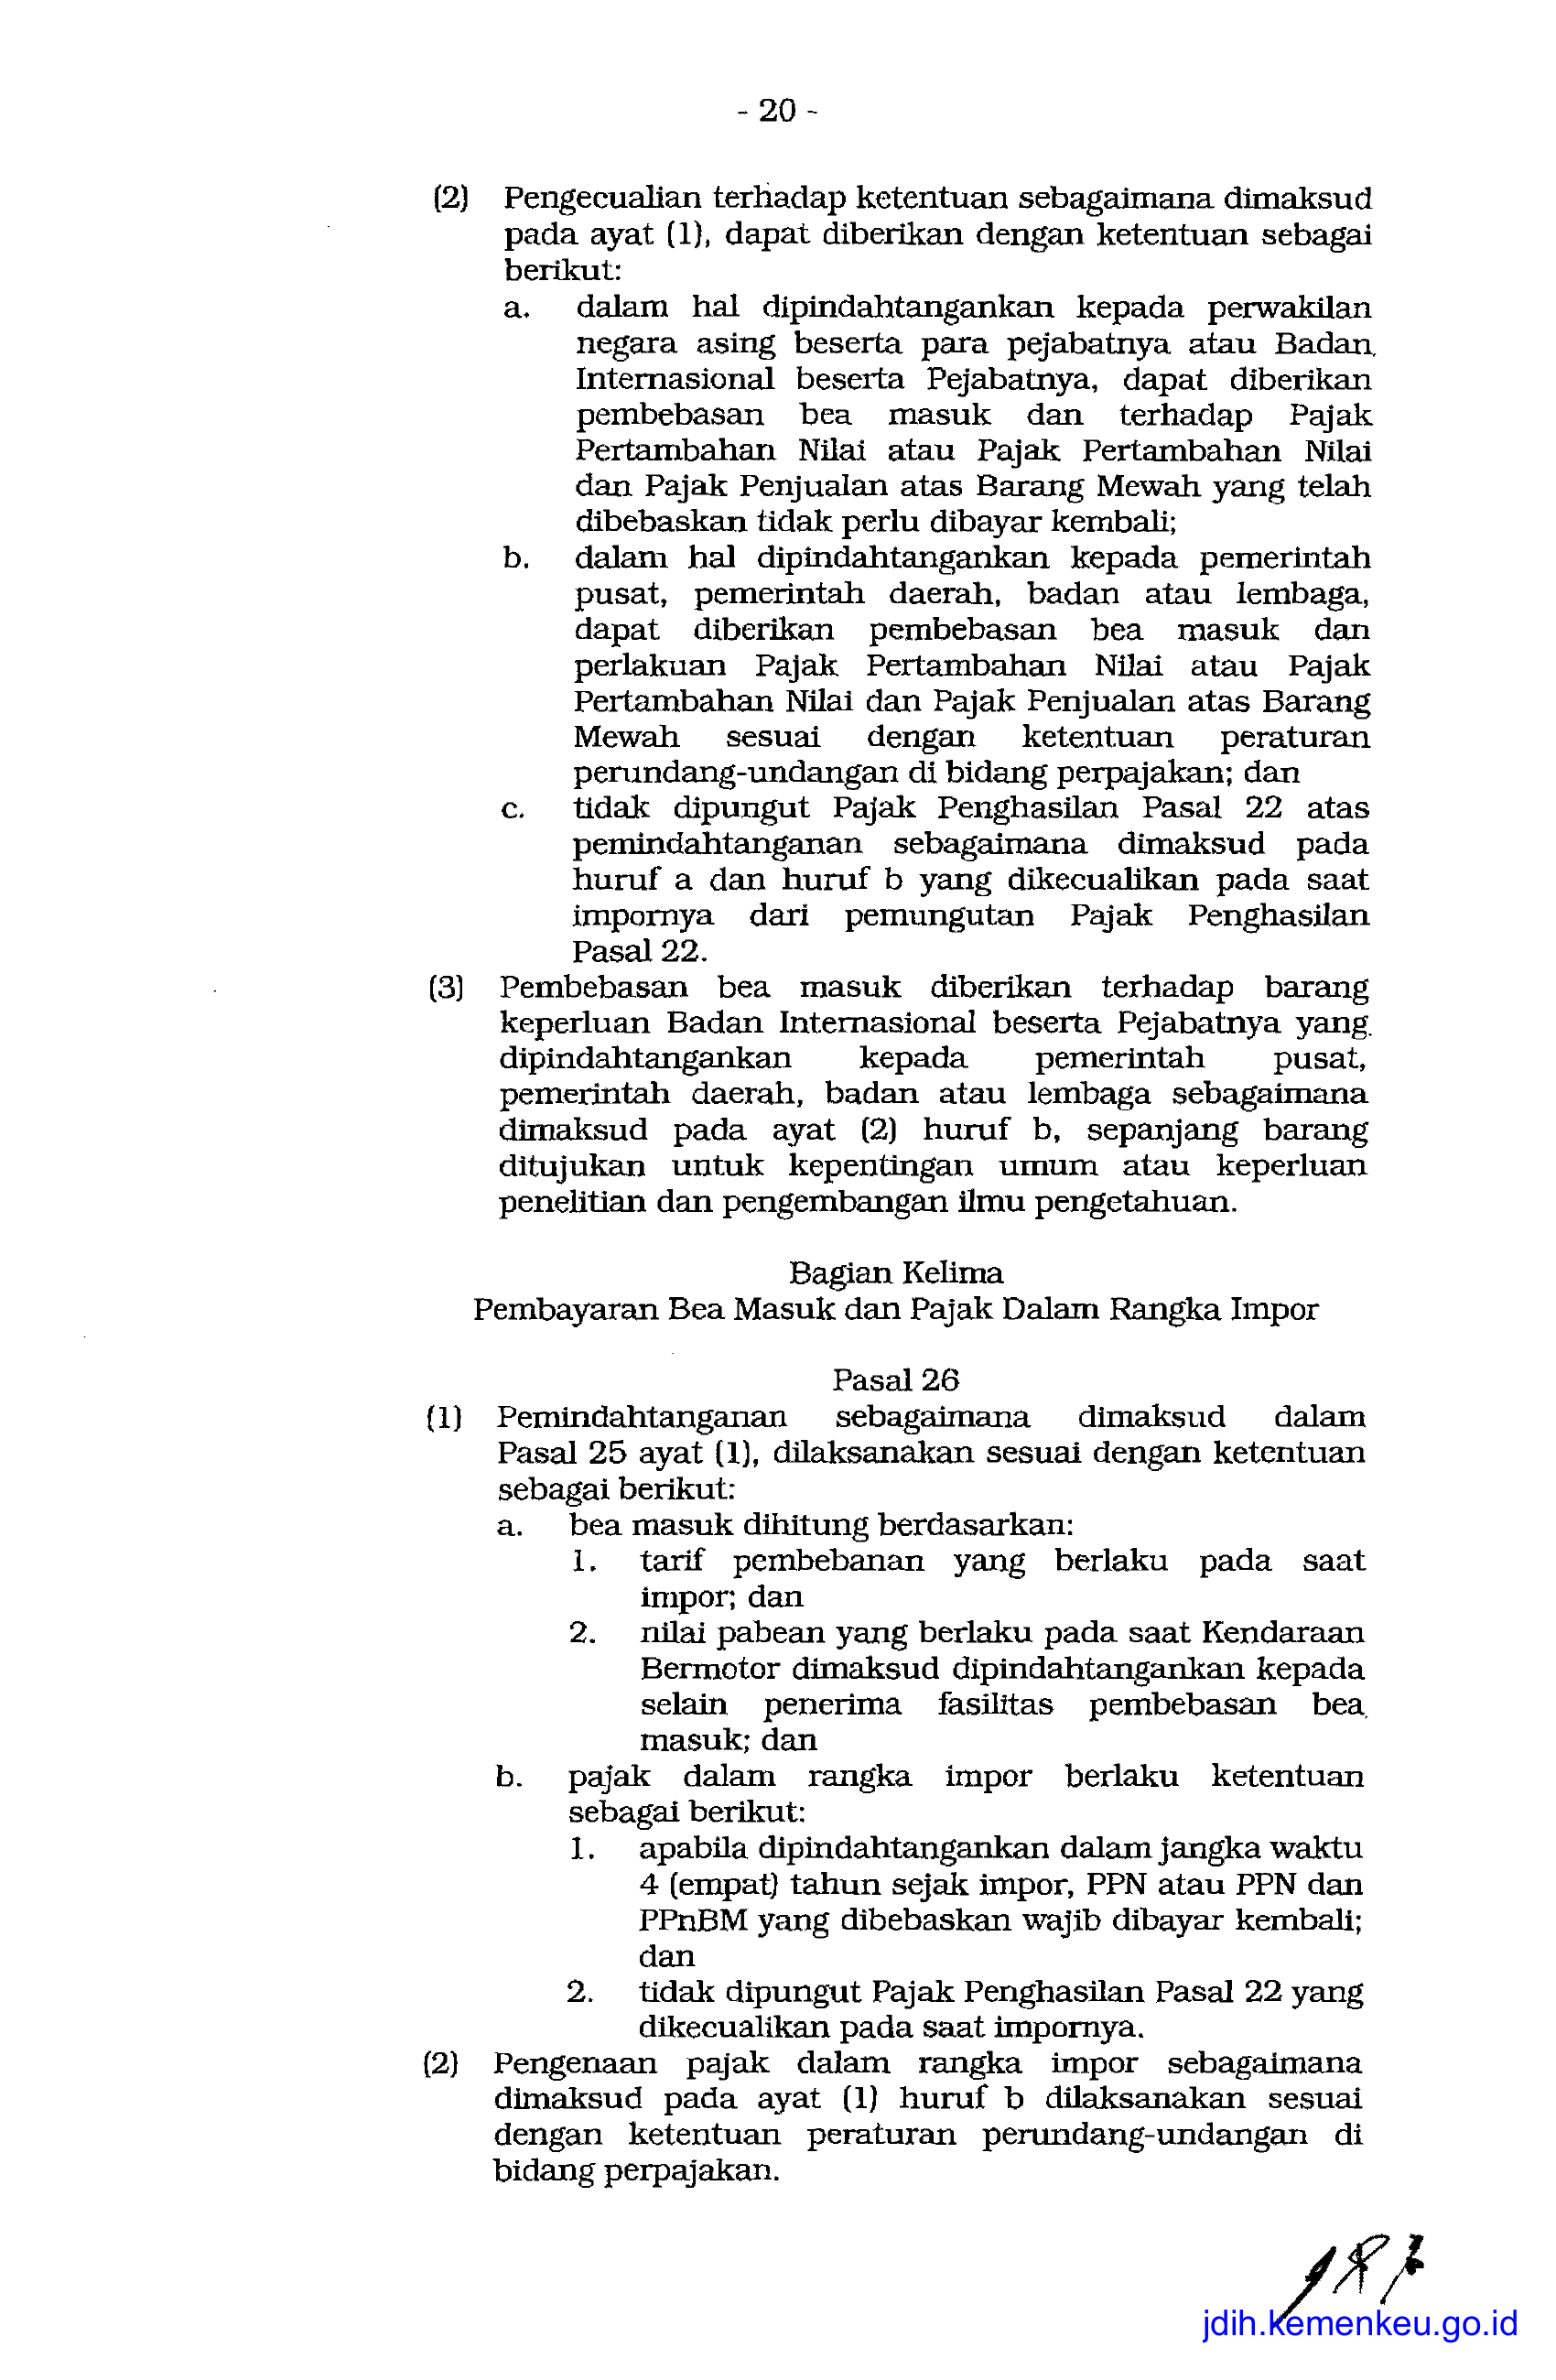 - 20 -
(2) Pengecualian terhadap ketentuan sebagaimana dimaksud
pada ayat (1), dapat diberikan dengan ketentuan sebagai
berikut:
a. dalam hal dipindahtangankan kepada perwakilan
negara asing beserta para pejabatnya atau Badan
Internasional beserta Pejabatnya, dapat diberikan
pembebasan bea masuk dan terhadap Pajak
Pertambahan Nilai atau Pajak Pertambahan Nilai
dan Pajak Penjualan atas Barang Mewah yang telah
dibebaskan tidak perlu dibayar kembali;
b. dalam hal dipindahtangankan kepada pemerintah
pusat, pemerintah daerah, badan atau lembaga,
dapat diberikan pembebasan bea masuk dan
perlakuan Pajak Pertambahan Nilai atau Pajak
Pertambahan Nilai dan Pajak Penjualan atas Barang
Mewah sesuai dengan ketentuan peraturan
perundang-undangan di bidang perpajakan; dan
c. tidak dipungut Pajak Penghasilan Pasal 22 atas
pemindahtanganan sebagaimana dimaksud pada
huruf a dan huruf b yang dikecualikan pada saat
impornya dari pemungutan Pajak Penghasilan
Pasal 22.
(3) Pembebasan bea masuk diberikan terhadap barang
keperluan Badan Internasional beserta Pejabatnya yang
dipindahtangankan kepada pemerintah pusat,
pemerintah daerah, badan atau lembaga sebagaimana
dimaksud pada ayat (2) huruf b, sepanjang barang
ditujukan untuk kepentingan umum atau keperluan
penelitian dan pengembangan ilmu pengetahuan.
Bagian Kelima
Pembayaran Bea Masuk dan Pajak Dalam Rangka Impor
Pasal 26
(1) Pemindahtanganan sebagaimana dimaksud dalam
Pasal 25 ayat (1), dilaksanakan sesuai dengan ketentuan
sebagai berikut:
a. bea masuk dihitung berdasarkan:
1. tarif pembebanan yang berlaku pada saat
impor; dan
2. nilai pabean yang berlaku pada saat Kendaraan
Bermotor dimaksud dipindahtangankan kepada
selain penerima fasilitas pembebasan bea
masuk; dan
b. pajak dalam rangka impor berlaku ketentuan
sebagai berikut:
1. apabila dipindahtangankan dalam jangka waktu
4 (empat) tahun sejak impor, PPN atau PPN dan
PPnBM yang dibebaskan wajib dibayar kembali;
dan
2. tidak dipungut Pajak Penghasilan Pasal 22 yang
dikecualikan pada saat impornya.
(2) Pengenaan pajak dalam rangka impor sebagaimana
dimaksud pada ayat (1) huruf b dilaksanakan sesuai
dengan ketentuan peraturan perundang-undangan di
bidang perpajakan.
jdih.kemenkeu.go.id